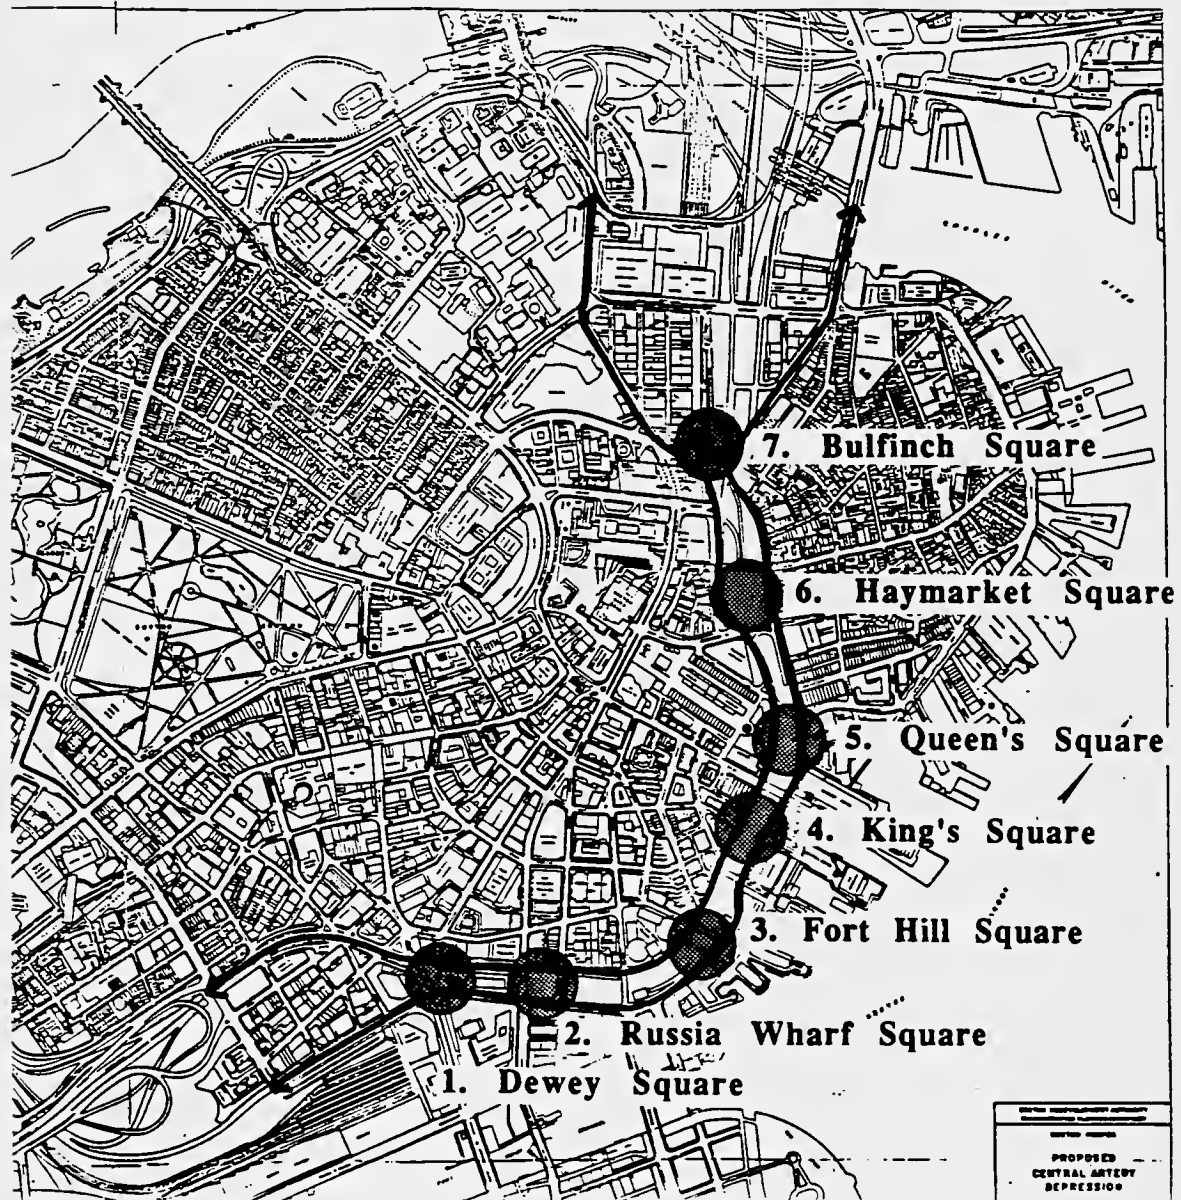 7. Bulfinch Square
6. Haymarket Square
5. Queen's Square
4. King's Square
3. Fort Hill Square
2. Russia Wharf Square
1. Dewey Square
PROPOSED
CENTRAL ARTERY
DEPRESSION